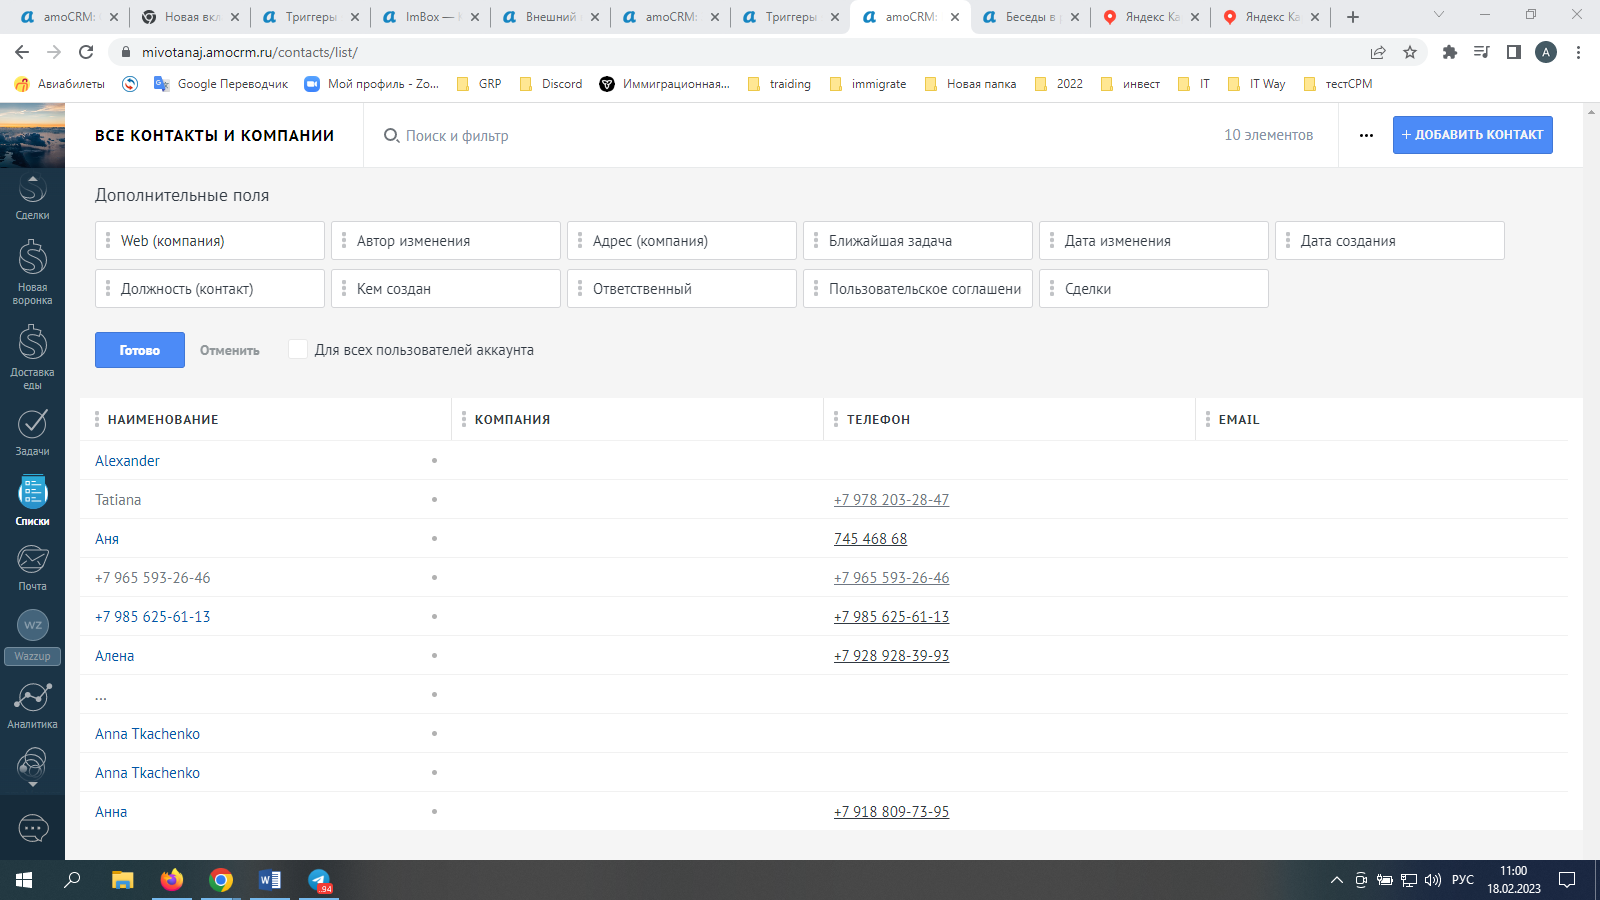 amoCRM:
Новая вкл
Триггеры
ImBox —
Внешний
amoCRM:
Триггеры
amoCRM:
Беседы в р
Яндекс Ка
Яндекс Ка
mivotanaj.amocrm.ru/contacts/list/
A
Авиабилеты
Google Переводчик
Мой профиль - Zo...
GRP
Discord
Иммиграционная...
traiding
immigrate
Новая папка
2022
инвест
IT
IT Way
тестСРМ
ВСЕ КОНТАКТЫ И КОМПАНИИ
Поиск и фильтр
10 элементов
+ ДОБАВИТЬ КОНТАКТ
Сделки
Новая
воронка
Доставка
еды
Задачи
Списки
Почта
WZ
Wazzup
Аналитика
Дополнительные поля
Web (компания)
Автор изменения
Адрес (компания)
Ближайшая задача
Дата изменения
Дата создания
Должность (контакт)
Кем создан
Ответственный
Пользовательское соглашени
Сделки
Готово
Отменить
Для всех пользователей аккаунта
НАИМЕНОВАНИЕ
КОМПАНИЯ
ТЕЛЕФОН
EMAIL
Alexander
Tatiana
+7 978 203-28-47
Аня
745 468 68
+7 965 593-26-46
+7 965 593-26-46
+7 985 625-61-13
+7 985 625-61-13
Алена
+7 928 928-39-93
...
Anna Tkachenko
Anna Tkachenko
Анна
+7 918 809-73-95
94
РУС
11:00
18.02.2023